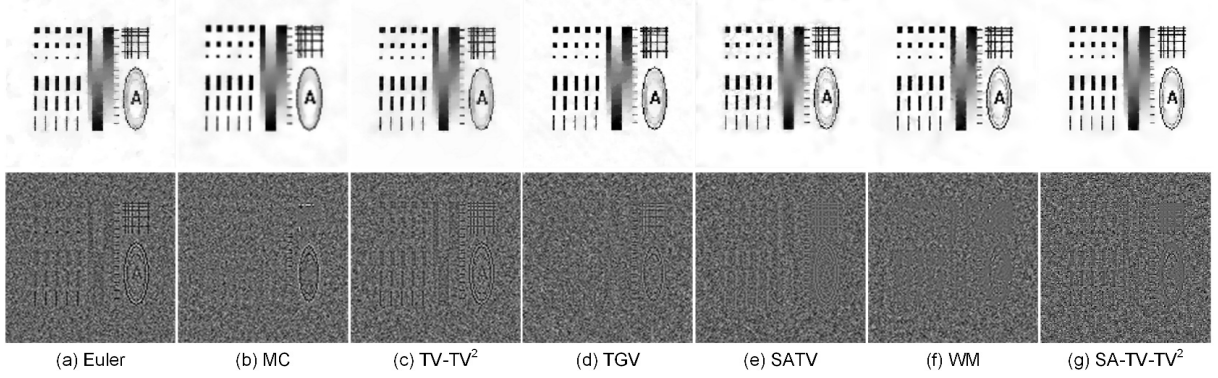 A A A A A A A
A A
(a) Euler (b) MC (c) TV-TV² (d) TGV (e) SATV (f) WM (g) SA-TV-TV²